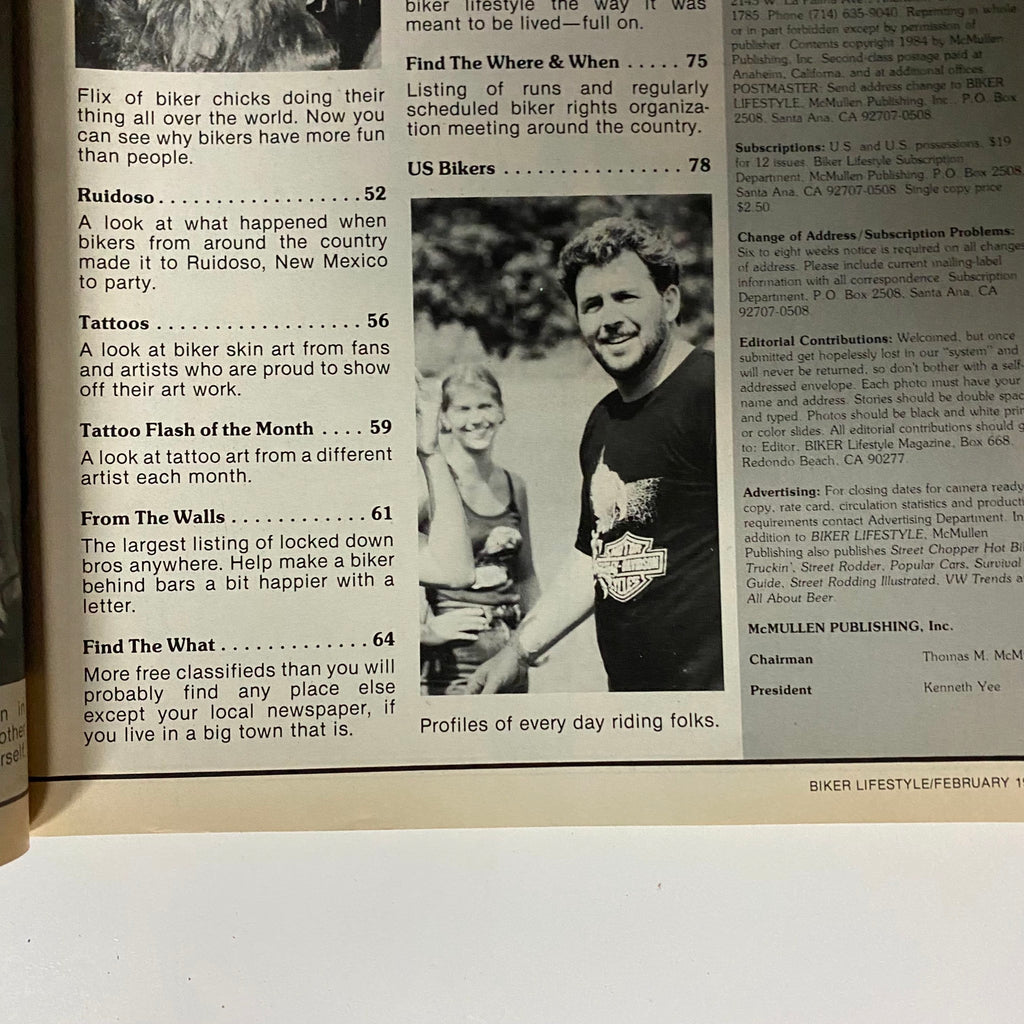 Flix of biker chicks doing their
thing all over the world. Now you
can see why bikers have more fun
than people.
Ruidoso . . . . . . . . . . . . . . . . . . 52
A look at what happened when
bikers from around the country
made it to Ruidoso, New Mexico
to party.
Tattoos . . . . . . . . . . . . . . . . . . 56
A look at biker skin art from fans
and artists who are proud to show
off their art work.
Tattoo Flash of the Month . . . . 59
A look at tattoo art from a different
artist each month.
From The Walls . . . . . . . . . . . . 61
The largest listing of locked down
bros anywhere. Help make a biker
behind bars a bit happier with a
letter.
Find The What . . . . . . . . . . . . . 64
More free classifieds than you will
probably find any place else
except your local newspaper, if
you live in a big town that is.
biker lifestyle the way it was
meant to be lived—full on.
Find The Where & When . . . . . 75
Listing of runs and regularly
scheduled biker rights organiza-
tion meeting around the country.
US Bikers . . . . . . . . . . . . . . . . 78
HARLEY-DAVIDSON
Profiles of every day riding folks.
1785. Phone (714) 635-9040. Reprinting in whole
or in part forbidden except by permission of
publisher. Contents copyright 1984 by McMullen
Publishing, Inc. Second-class postage paid at
Anaheim, California, and at additional offices.
POSTMASTER: Send address change to BIKER
LIFESTYLE, McMullen Publishing, Inc., P.O. Box
2508, Santa Ana, CA 92707-0508.
Subscriptions: U.S. and U.S. possessions, $19
for 12 issues. Biker Lifestyle Subscription
Department, McMullen Publishing, P.O. Box 2508,
Santa Ana, CA 92707-0508. Single copy price
$2.50.
Change of Address/Subscription Problems:
Six to eight weeks notice is required on all changes
of address. Please include current mailing-label
information with all correspondence. Subscription
Department, P.O. Box 2508, Santa Ana, CA
92707-0508.
Editorial Contributions: Welcomed, but once
submitted get hopelessly lost in our "system" and
will never be returned, so don't bother with a self-
addressed envelope. Each photo must have your
name and address. Stories should be double spac
and typed. Photos should be black and white prin
or color slides. All editorial contributions should g
to: Editor, BIKER Lifestyle Magazine, Box 668,
Redondo Beach, CA 90277.
Advertising: For closing dates for camera ready
copy, rate card, circulation statistics and producti
requirements contact Advertising Department. In
addition to BIKER LIFESTYLE, McMullen
Publishing also publishes Street Chopper Hot Bi
Truckin', Street Rodder, Popular Cars, Survival
Guide, Street Rodding Illustrated, VW Trends a
All About Beer.
McMULLEN PUBLISHING, Inc.
Chairman Thomas M. McM
President Kenneth Yee
BIKER LIFESTYLE/FEBRUARY 19
n in
other
rself.